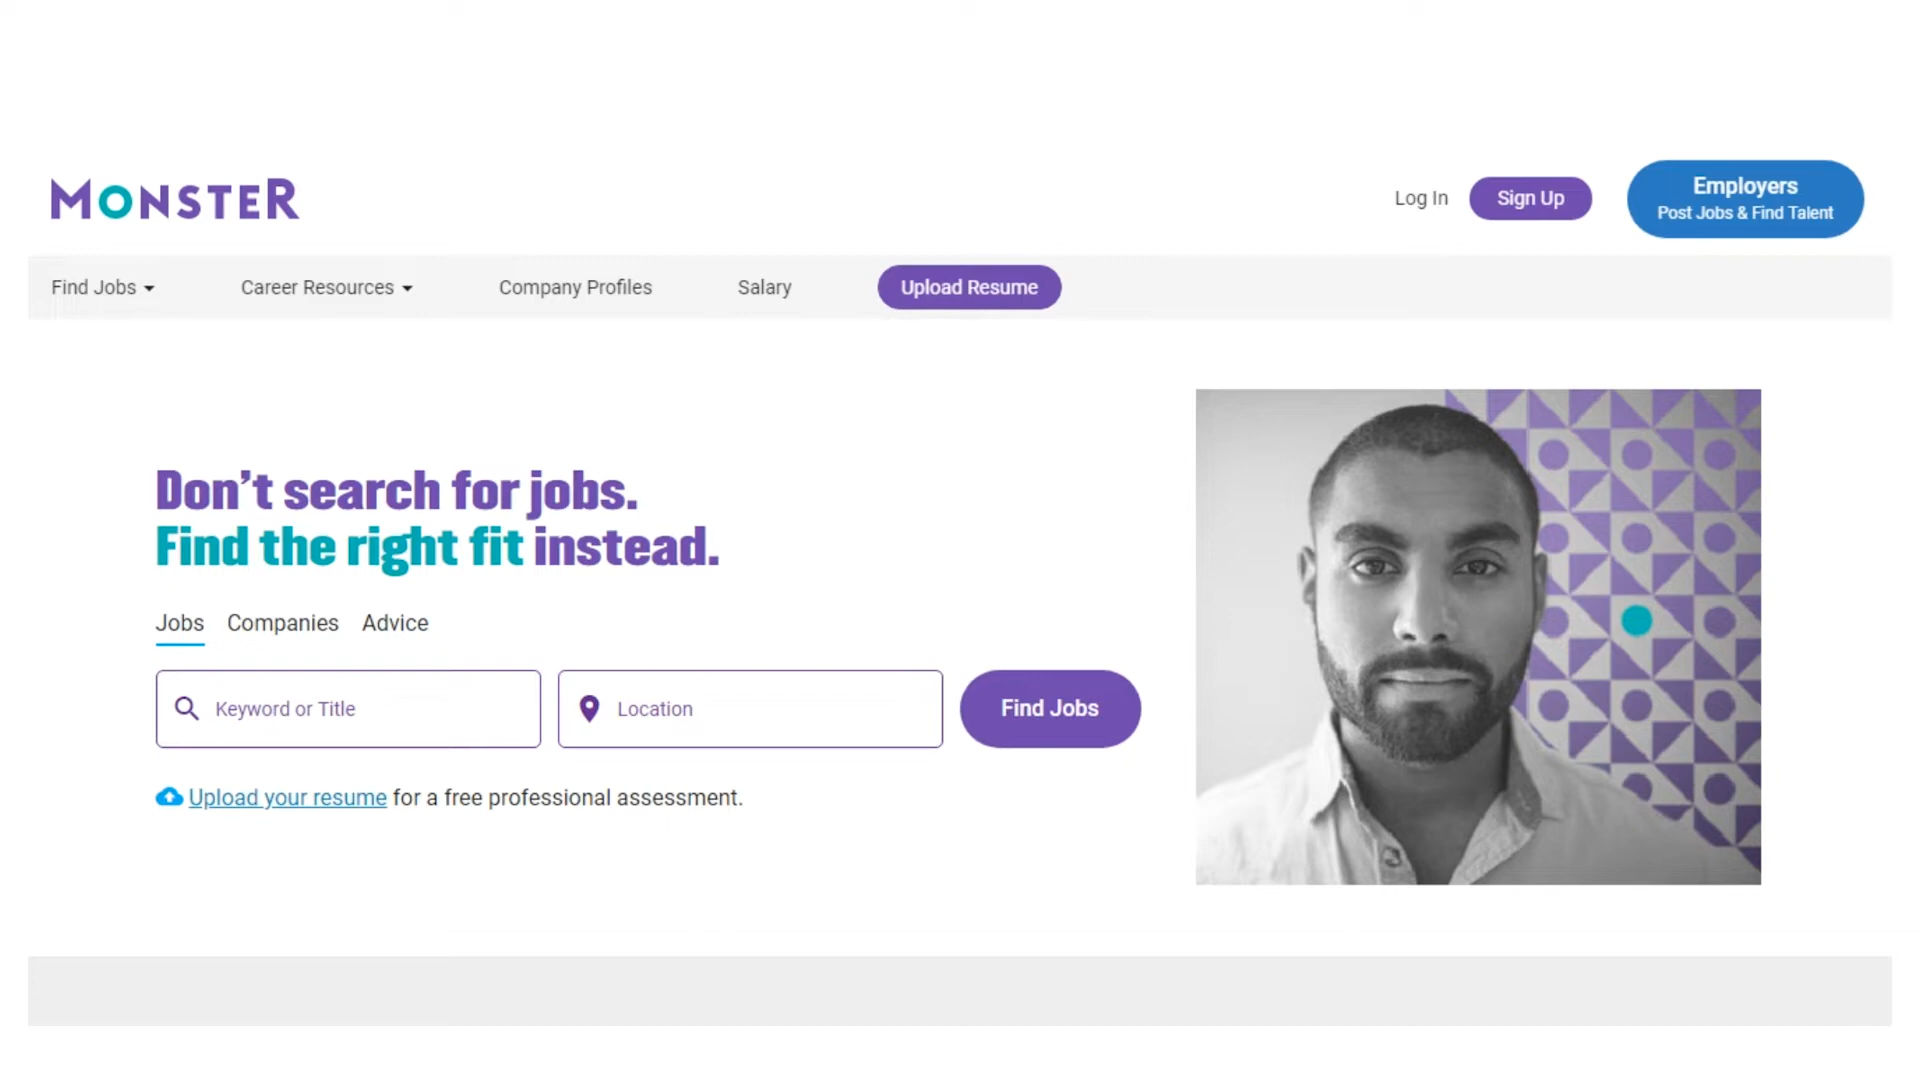 MONSTER
Log In
Sign Up
Employers
Post Jobs & Find Talent
Find Jobs
Career Resources
Company Profiles
Salary
Upload Resume
Don't search for jobs.
Find the right fit instead.
Jobs Companies Advice
Keyword or Title
Location
Find Jobs
Upload your resume for a free professional assessment.